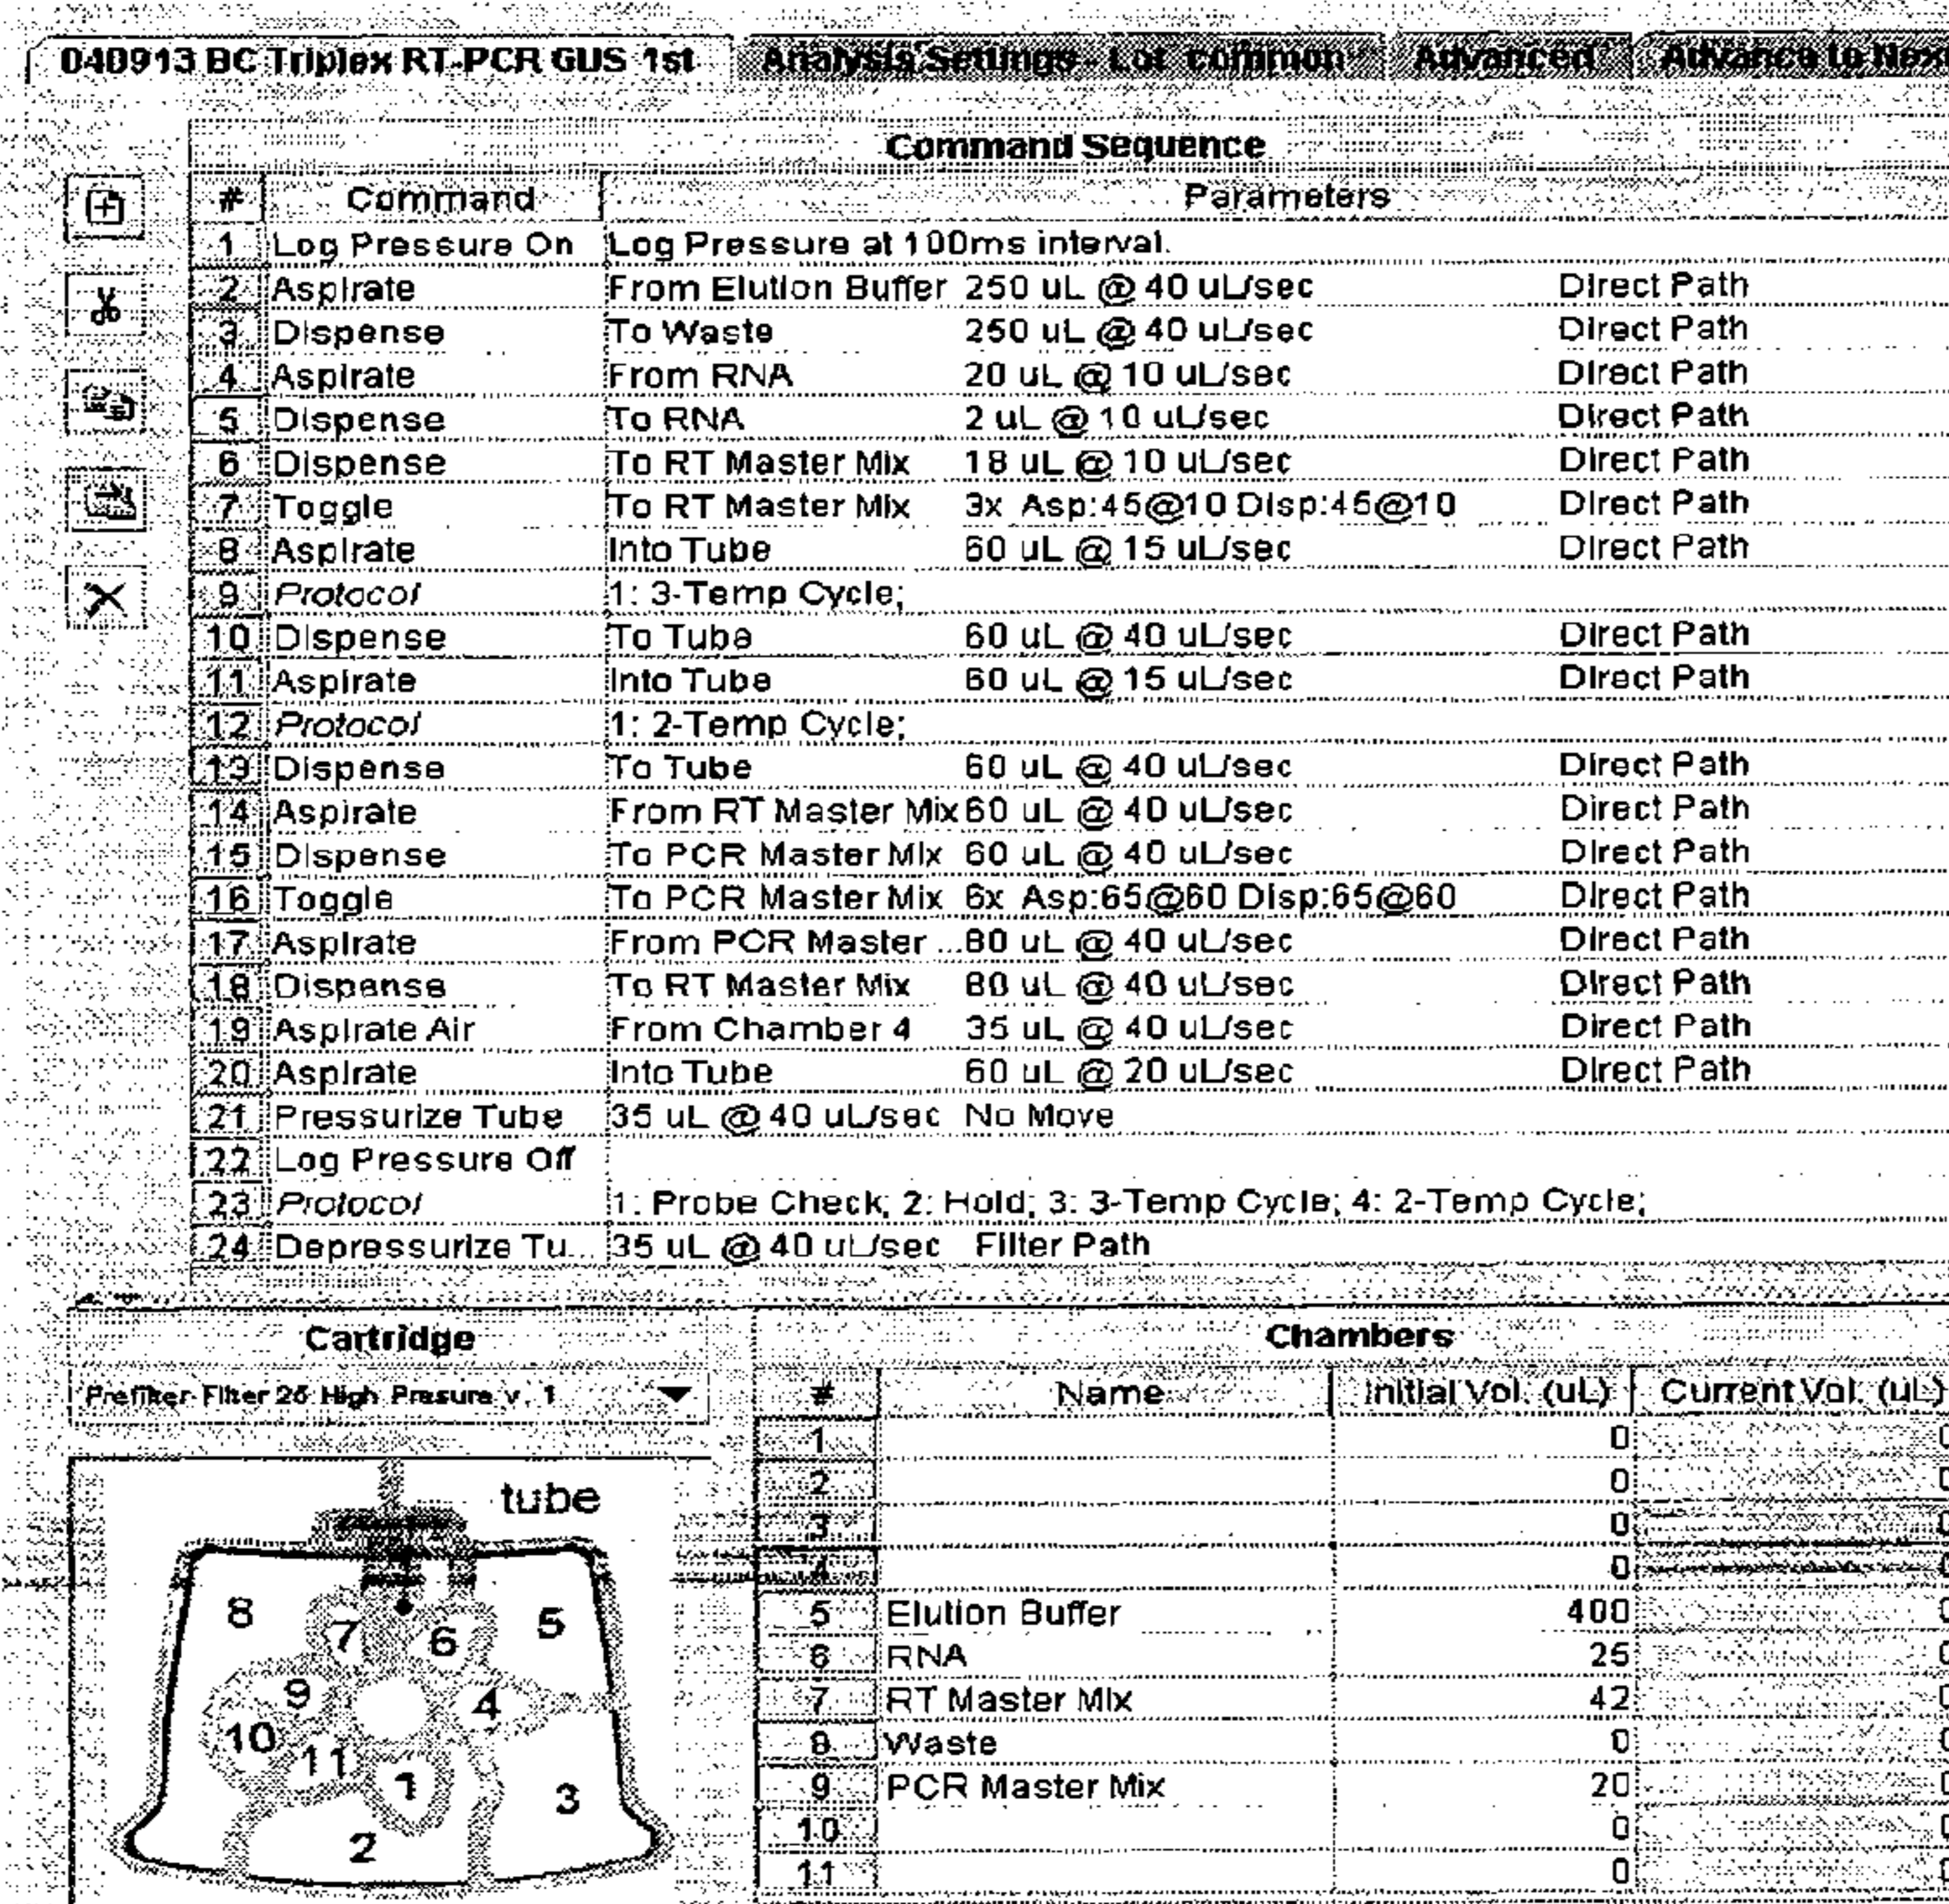 040913 BC Triplex RT-PCR GUS 1st Analysis Settings - Lot common Advanced Advance to Next
Command Sequence
# Command Parameters
1 Log Pressure On Log Pressure at 100ms interval.
2 Aspirate From Elution Buffer 250 uL @ 40 uL/sec Direct Path
3 Dispense To Waste 250 uL @ 40 uL/sec Direct Path
4 Aspirate From RNA 20 uL @ 10 uL/sec Direct Path
5 Dispense To RNA 2 uL @ 10 uL/sec Direct Path
6 Dispense To RT Master Mix 18 uL @ 10 uL/sec Direct Path
7 Toggle To RT Master Mix 3x Asp:45@10 Disp:45@10 Direct Path
8 Aspirate Into Tube 60 uL @ 15 uL/sec Direct Path
9 Protocol 1: 3-Temp Cycle;
10 Dispense To Tube 60 uL @ 40 uL/sec Direct Path
11 Aspirate Into Tube 60 uL @ 15 uL/sec Direct Path
12 Protocol 1: 2-Temp Cycle;
13 Dispense To Tube 60 uL @ 40 uL/sec Direct Path
14 Aspirate From RT Master Mix 60 uL @ 40 uL/sec Direct Path
15 Dispense To PCR Master Mix 60 uL @ 40 uL/sec Direct Path
16 Toggle To PCR Master Mix 6x Asp:65@60 Disp:65@60 Direct Path
17 Aspirate From PCR Master ... 80 uL @ 40 uL/sec Direct Path
18 Dispense To RT Master Mix 80 uL @ 40 uL/sec Direct Path
19 Aspirate Air From Chamber 4 35 uL @ 40 uL/sec Direct Path
20 Aspirate Into Tube 60 uL @ 20 uL/sec Direct Path
21 Pressurize Tube 35 uL @ 40 uL/sec No Move
22 Log Pressure Off
23 Protocol 1: Probe Check; 2: Hold; 3: 3-Temp Cycle; 4: 2-Temp Cycle;
24 Depressurize Tu... 35 uL @ 40 uL/sec Filter Path
Cartridge
Prefilter-Filter 26 High Presure v. 1
tube
8
7
6
5
9
4
10
11
1
3
2
Chambers
# Name Initial Vol. (uL) Current Vol. (uL)
1 0 0
2 0 0
3 0 0
4 0 0
5 Elution Buffer 400 0
6 RNA 25 0
7 RT Master Mix 42 0
8 Waste 0 0
9 PCR Master Mix 20 0
10 0 0
11 0 0